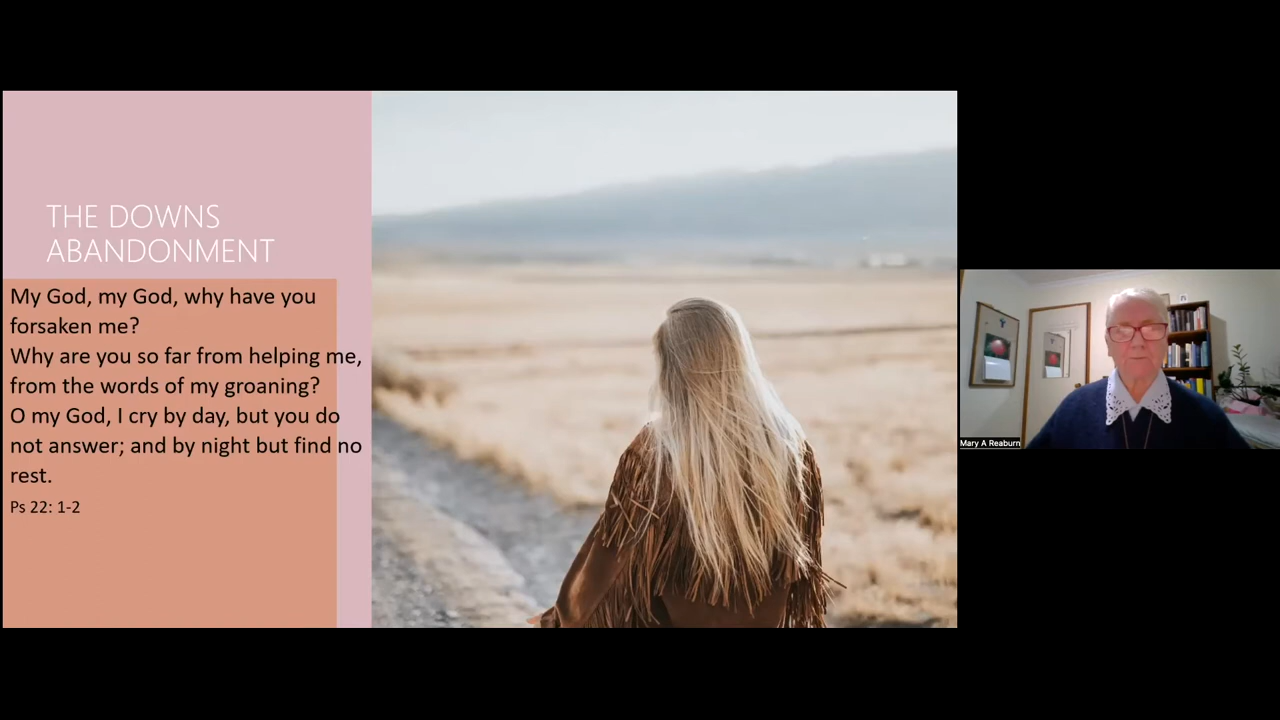 THE DOWNS
ABANDONMENT
My God, my God, why have you
forsaken me?
Why are you so far from helping me,
from the words of my groaning?
O my God, I cry by day, but you do
not answer; and by night but find no
rest.
Ps 22: 1-2
Mary A Reaburn